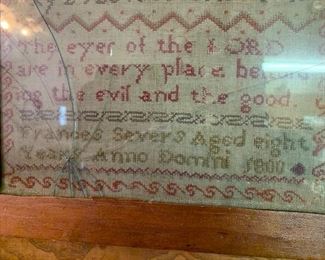 The eyes of the LORD
are in every place behold
ing the evil and the good
Frances Severs Aged eight
Years Anno Domini